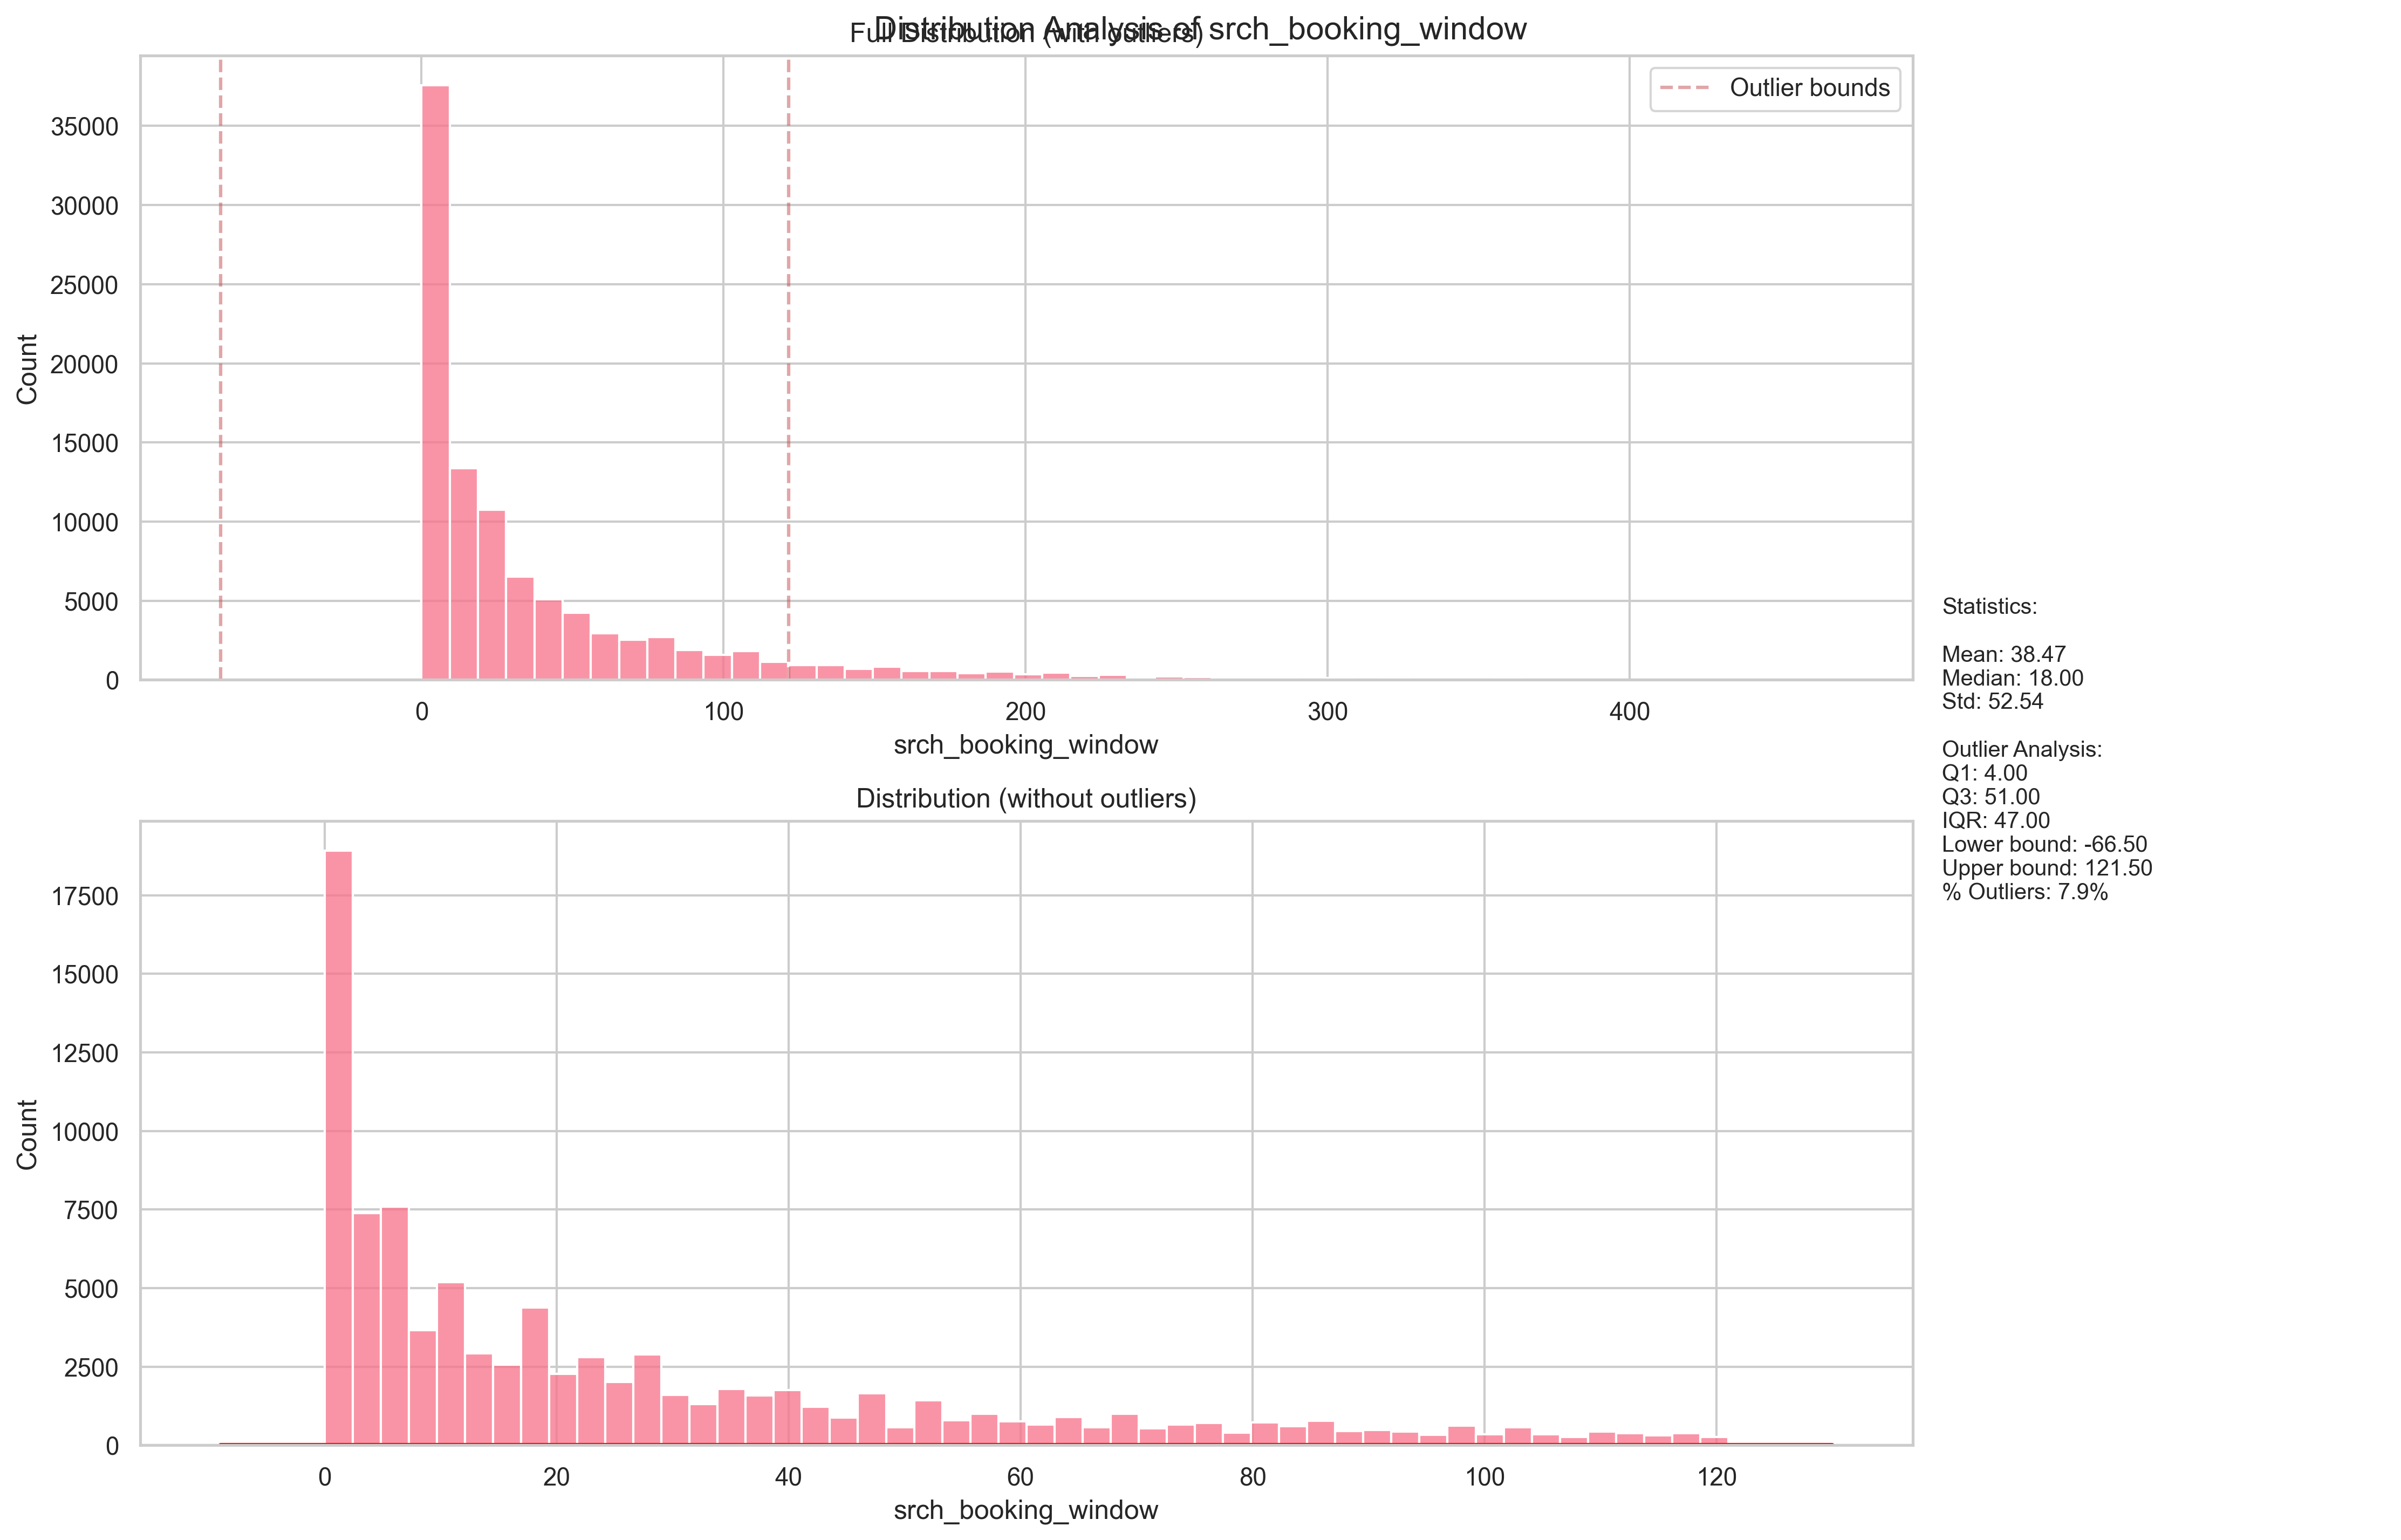 Distribution Analysis of srch_booking_window
Full Distribution (with outliers)
Outlier bounds
35000
30000
25000
20000
15000
10000
5000
0
Count
0 100 200 300 400
srch_booking_window
Statistics:
Mean: 38.47
Median: 18.00
Std: 52.54
Outlier Analysis:
Q1: 4.00
Q3: 51.00
IQR: 47.00
Lower bound: -66.50
Upper bound: 121.50
% Outliers: 7.9%
Distribution (without outliers)
17500
15000
12500
10000
7500
5000
2500
0
Count
0 20 40 60 80 100 120
srch_booking_window